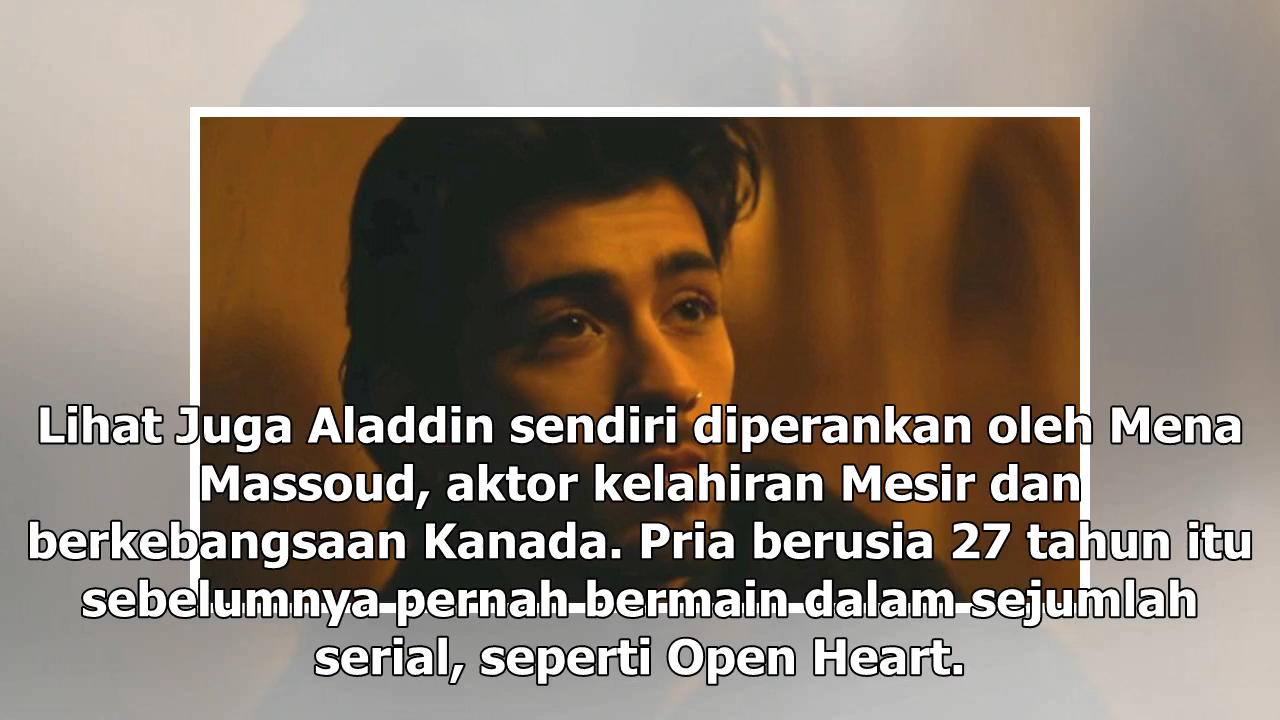 Lihat Juga Aladdin sendiri diperankan oleh Mena
Massoud, aktor kelahiran Mesir dan
berkebangsaan Kanada. Pria berusia 27 tahun itu
sebelumnya pernah bermain dalam sejumlah
serial, seperti Open Heart.